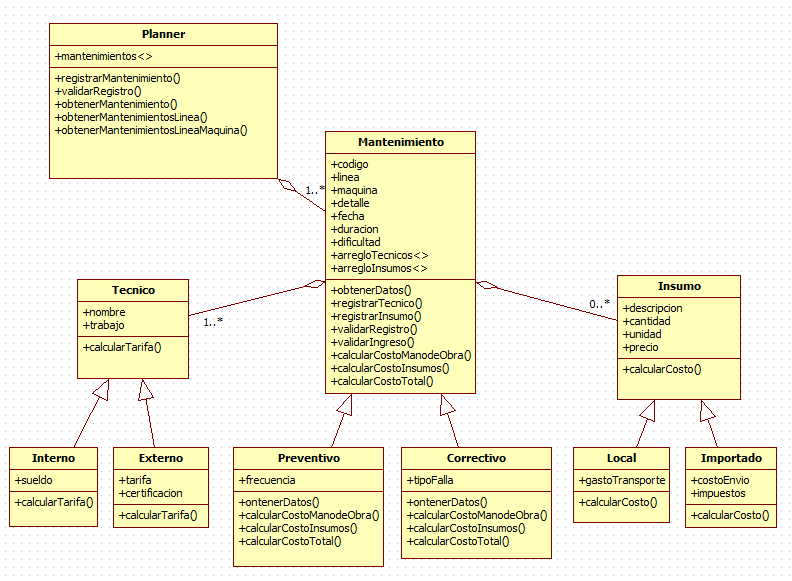 Planner
+mantenimientos<>
+registrarMantenimiento()
+validarRegistro()
+obtenerMantenimiento()
+obtenerMantenimientosLinea()
+obtenerMantenimientosLineaMaquina()
1..*
Mantenimiento
+codigo
+linea
+maquina
+detalle
+fecha
+duracion
+dificultad
+arregloTecnicos<>
+arregloInsumos<>
+obtenerDatos()
+registrarTecnico()
+registrarInsumo()
+validarRegistro()
+validarIngreso()
+calcularCostoManodeObra()
+calcularCostoInsumos()
+calcularCostoTotal()
Tecnico
+nombre
+trabajo
+calcularTarifa()
1..*
0..*
Insumo
+descripcion
+cantidad
+unidad
+precio
+calcularCosto()
Interno
+sueldo
+calcularTarifa()
Externo
+tarifa
+certificacion
+calcularTarifa()
Preventivo
+frecuencia
+ontenerDatos()
+calcularCostoManodeObra()
+calcularCostoInsumos()
+calcularCostoTotal()
Correctivo
+tipoFalla
+ontenerDatos()
+calcularCostoManodeObra()
+calcularCostoInsumos()
+calcularCostoTotal()
Local
+gastoTransporte
+calcularCosto()
Importado
+costoEnvio
+impuestos
+calcularCosto()